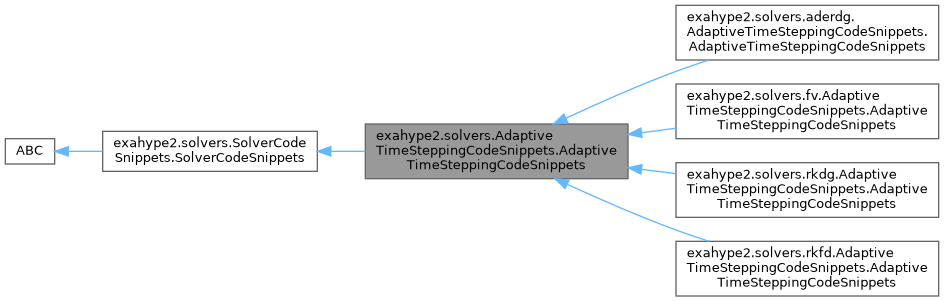 ABC
exahype2.solvers.SolverCode
Snippets.SolverCodeSnippets
exahype2.solvers.Adaptive
TimeSteppingCodeSnippets.Adaptive
TimeSteppingCodeSnippets
exahype2.solvers.aderdg.
AdaptiveTimeSteppingCodeSnippets.
AdaptiveTimeSteppingCodeSnippets
exahype2.solvers.fv.Adaptive
TimeSteppingCodeSnippets.Adaptive
TimeSteppingCodeSnippets
exahype2.solvers.rkdg.Adaptive
TimeSteppingCodeSnippets.Adaptive
TimeSteppingCodeSnippets
exahype2.solvers.rkfd.Adaptive
TimeSteppingCodeSnippets.Adaptive
TimeSteppingCodeSnippets